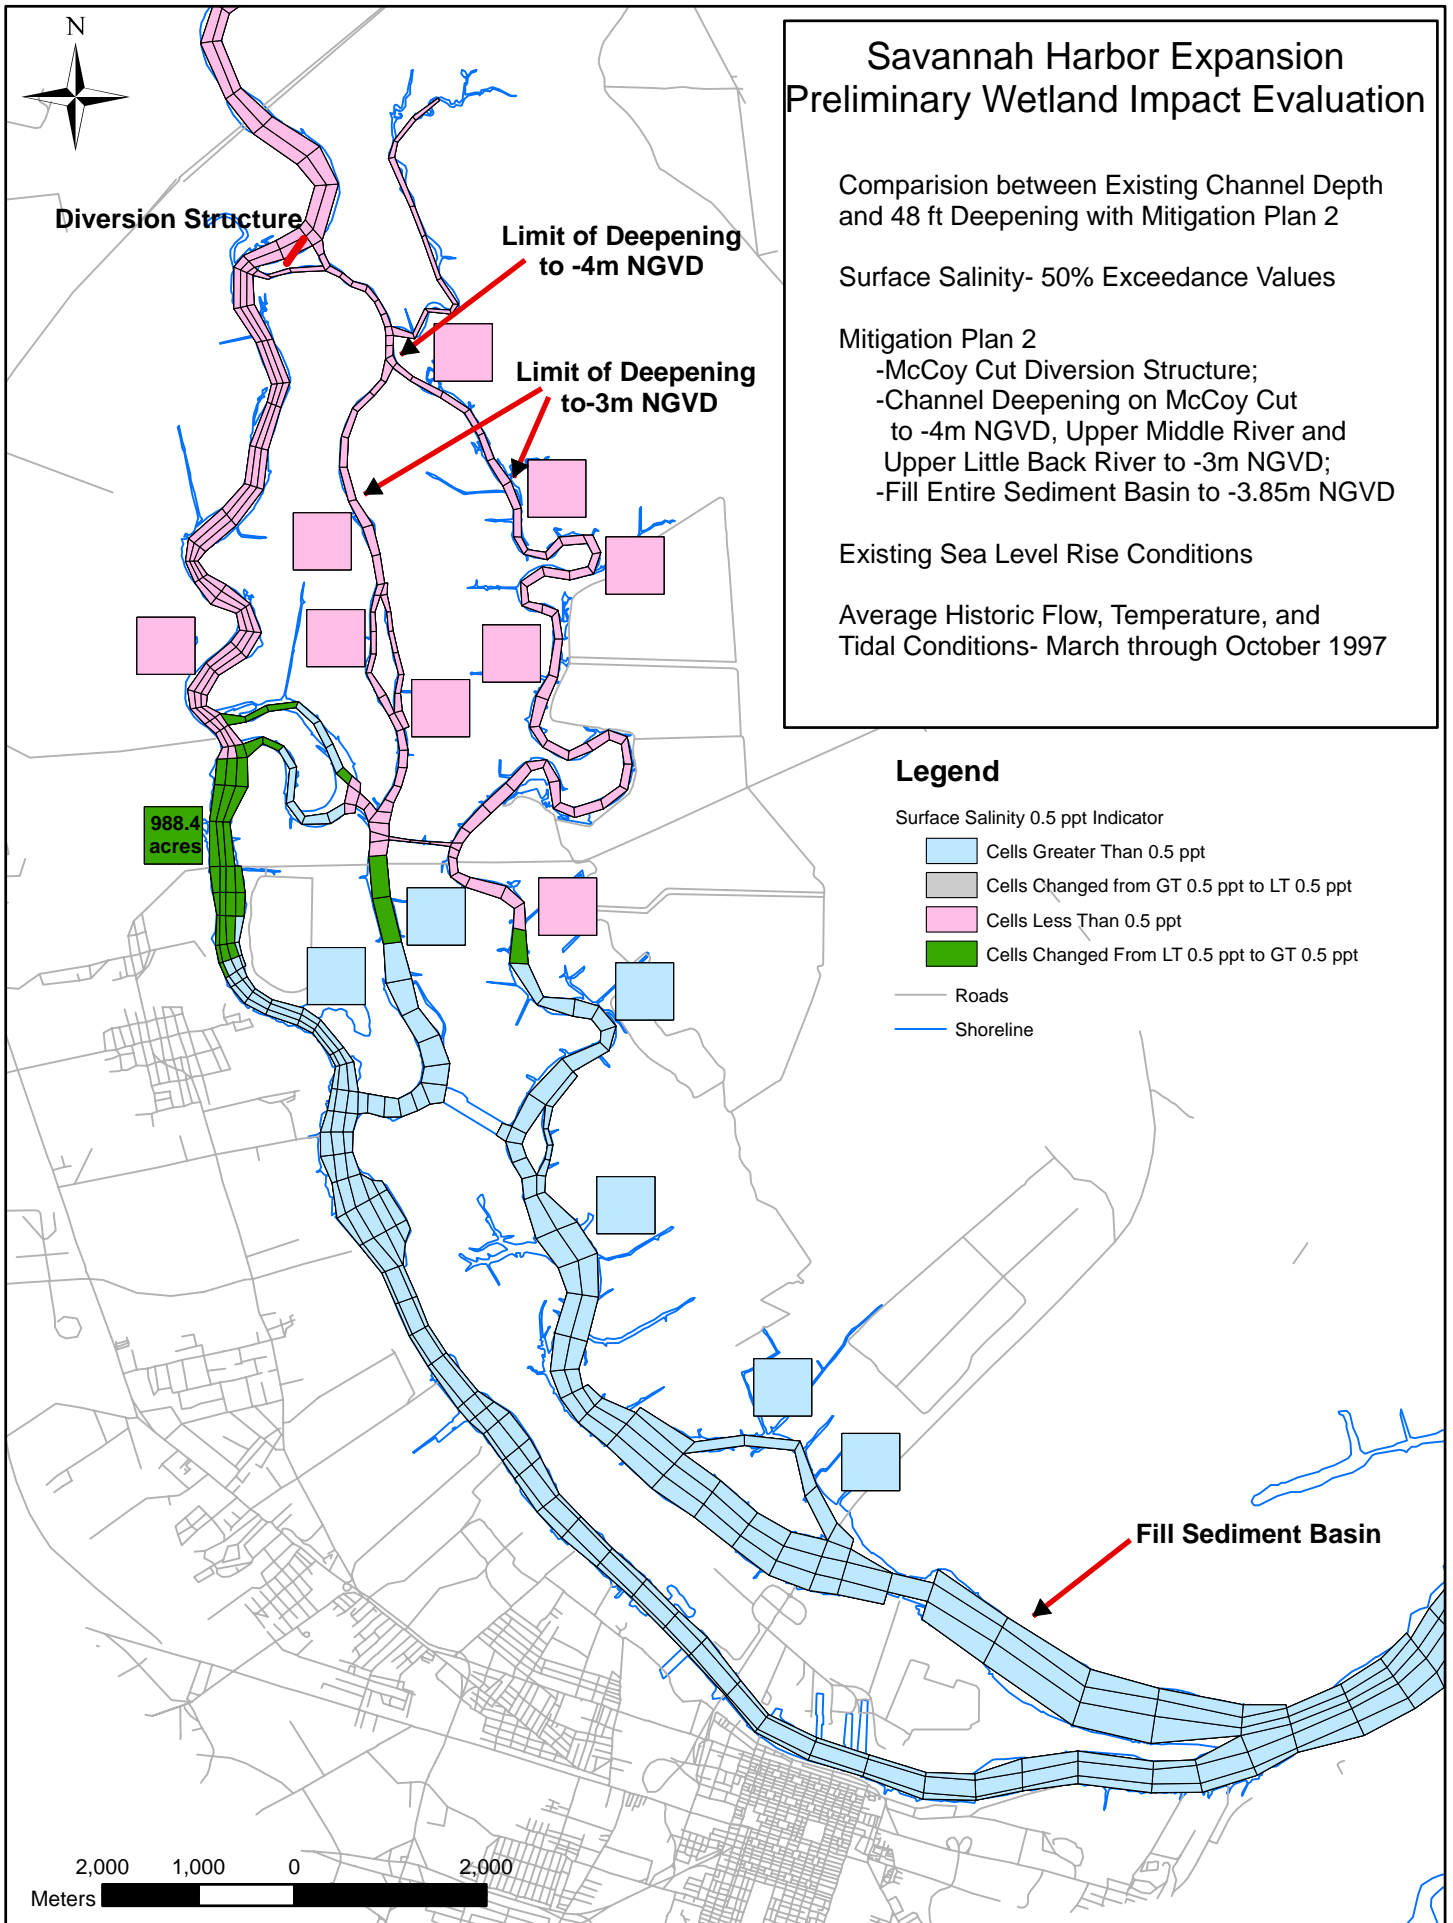 N
Savannah Harbor Expansion
Preliminary Wetland Impact Evaluation
Comparision between Existing Channel Depth
and 48 ft Deepening with Mitigation Plan 2
Surface Salinity- 50% Exceedance Values
Mitigation Plan 2
-McCoy Cut Diversion Structure;
-Channel Deepening on McCoy Cut
to -4m NGVD, Upper Middle River and
Upper Little Back River to -3m NGVD;
-Fill Entire Sediment Basin to -3.85m NGVD
Existing Sea Level Rise Conditions
Average Historic Flow, Temperature, and
Tidal Conditions- March through October 1997
Diversion Structure
Limit of Deepening
to -4m NGVD
Limit of Deepening
to-3m NGVD
988.4
acres
Legend
Surface Salinity 0.5 ppt Indicator
Cells Greater Than 0.5 ppt
Cells Changed from GT 0.5 ppt to LT 0.5 ppt
Cells Less Than 0.5 ppt
Cells Changed From LT 0.5 ppt to GT 0.5 ppt
Roads
Shoreline
Fill Sediment Basin
2,000 1,000 0 2,000
Meters